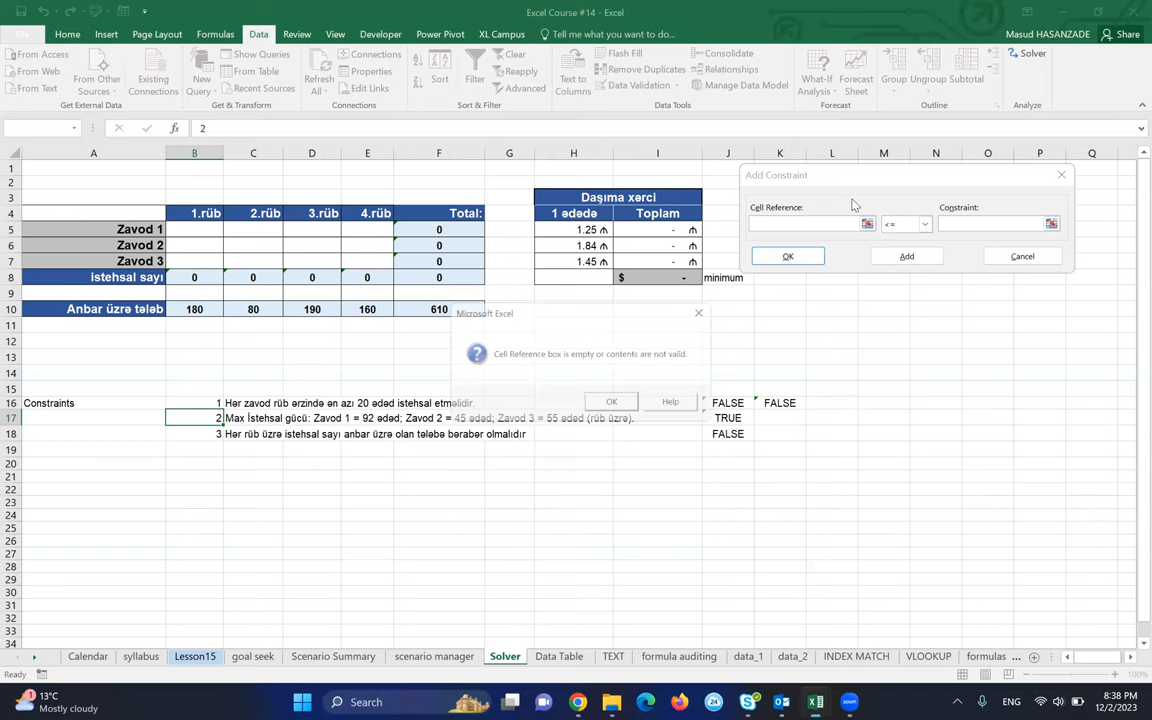 Excel Course #14 - Excel
File Home Insert Page Layout Formulas Data Review View Developer Power Pivot XL Campus Tell me what you want to do... Masud HASANZADE Share
From Access
From Web
From Text
From Other Sources
Existing Connections
Get External Data
New Query
Show Queries
From Table
Recent Sources
Get & Transform
Refresh All
Connections
Properties
Edit Links
Connections
Sort
Filter
Clear
Reapply
Advanced
Sort & Filter
Text to Columns
Flash Fill
Remove Duplicates
Data Validation
Consolidate
Relationships
Manage Data Model
Data Tools
What-If Analysis
Forecast Sheet
Forecast
Group
Ungroup
Subtotal
Outline
Solver
Analyze
fx 2
A B C D E F G H I J K L M N O P Q
1
2
3 Daşıma xərci
4 1.rüb 2.rüb 3.rüb 4.rüb Total: 1 ədədə Toplam
5 Zavod 1 0 1.25 ₼ - ₼
6 Zavod 2 0 1.84 ₼ - ₼
7 Zavod 3 0 1.45 ₼ - ₼
8 istehsal sayı 0 0 0 0 0 $ - minimum
9
10 Anbar üzrə tələb 180 80 190 160 610
11
12
13
14
15
16 Constraints 1 Hər zavod rüb ərzində ən azı 20 ədəd istehsal etməlidir. FALSE FALSE
17 2 Max İstehsal gücü: Zavod 1 = 92 ədəd; Zavod 2 = 45 ədəd; Zavod 3 = 55 ədəd (rüb üzrə). TRUE
18 3 Hər rüb üzrə istehsal sayı anbar üzrə olan tələbə bərabər olmalıdır FALSE
19
20
21
22
23
24
25
26
27
28
29
30
31
32
33
34
Add Constraint
Cell Reference: Constraint:
<=
OK Add Cancel
Microsoft Excel
Cell Reference box is empty or contents are not valid.
OK Help
Calendar syllabus Lesson15 goal seek Scenario Summary scenario manager Solver Data Table TEXT formula auditing data_1 data_2 INDEX MATCH VLOOKUP formulas ...
Ready 100%
1
13°C
Mostly cloudy
Search
ENG
8:38 PM
12/2/2023